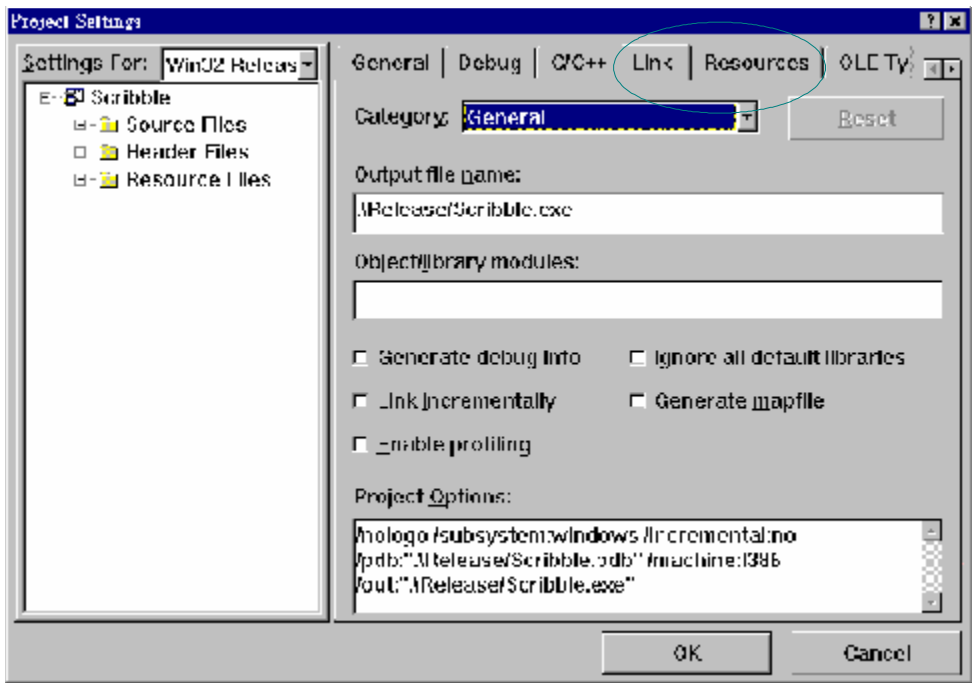 Project Settings
Settings For: Win32 Releas
Scribble
Source Files
Header Files
Resource Files
General Debug C/C++ Link Resources OLE Ty
Category: General Reset
Output file name:
.\Release/Scribble.exe
Object/library modules:
Generate debug info Ignore all default libraries
Link incrementally Generate mapfile
Enable profiling
Project Options:
/nologo /subsystem:windows /incremental:no
/pdb:".\Release/Scribble.pdb" /machine:I386
/out:".\Release/Scribble.exe"
OK Cancel